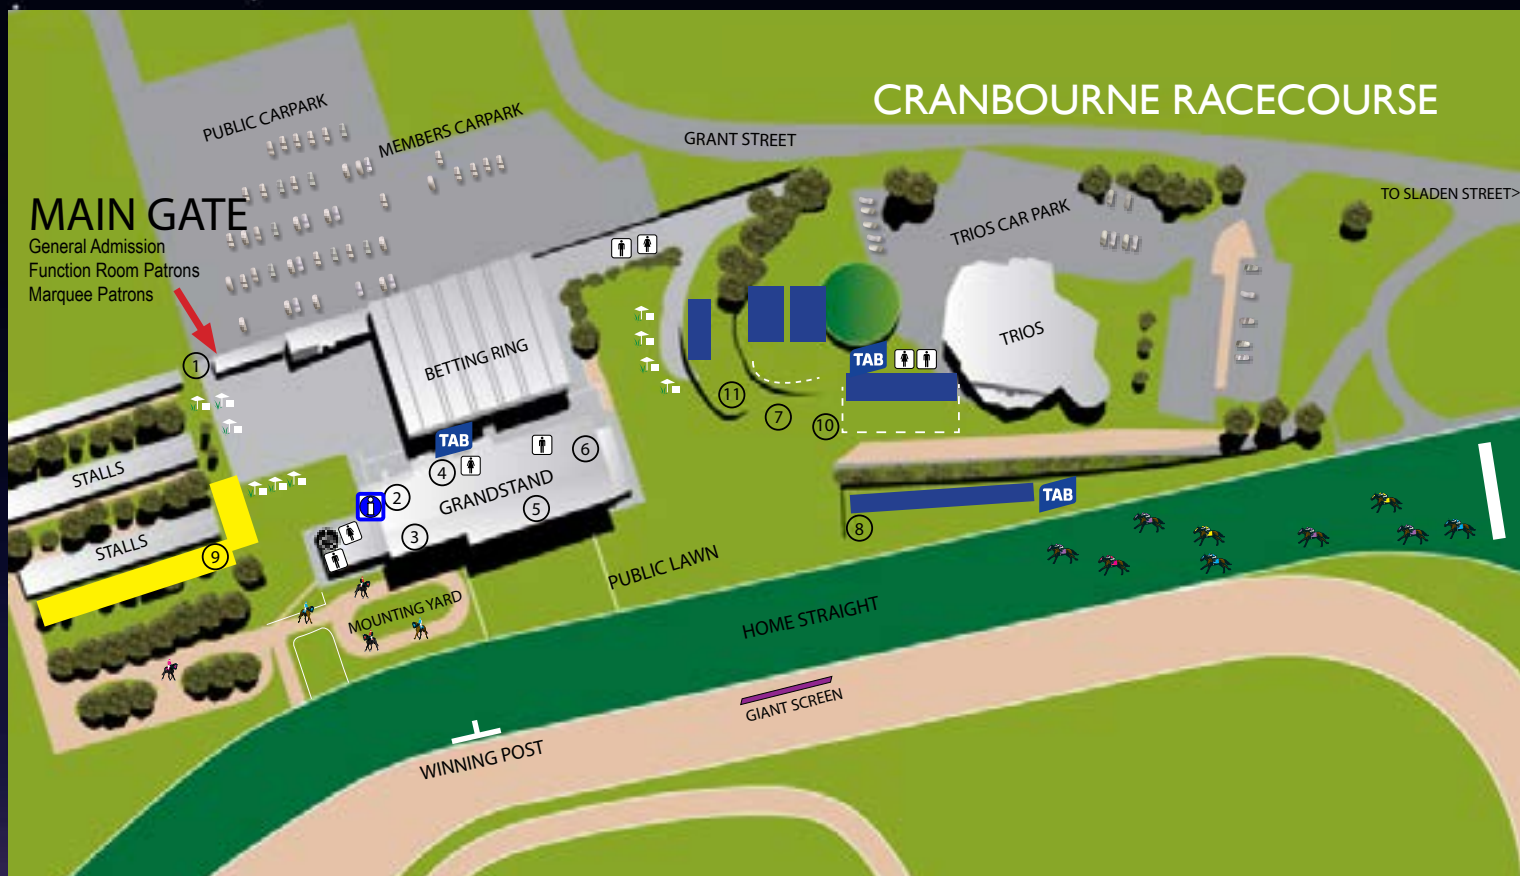 CRANBOURNE RACECOURSE
PUBLIC CARPARK
MEMBERS CARPARK
GRANT STREET
TO SLADEN STREET>
MAIN GATE
General Admission
Function Room Patrons
Marquee Patrons
TRIOS CAR PARK
TRIOS
BETTING RING
1
TAB
11
7
10
TAB
4
6
GRANDSTAND
STALLS
2
5
3
TAB
8
STALLS
9
PUBLIC LAWN
MOUNTING YARD
HOME STRAIGHT
GIANT SCREEN
WINNING POST